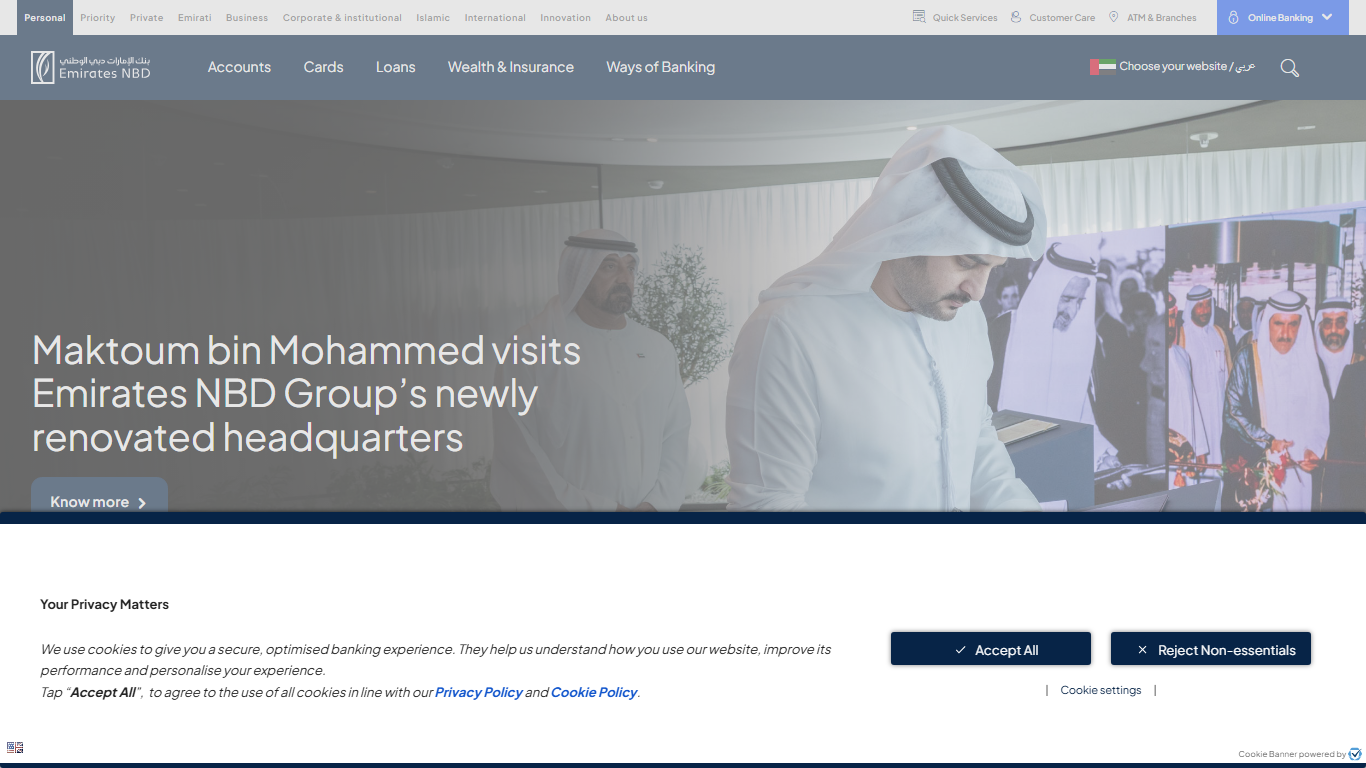 Personal Priority Private Emirati Business Corporate & institutional Islamic International Innovation About us Quick Services Customer Care ATM & Branches Online Banking
بنك الإمارات دبي الوطني
Emirates NBD
Accounts Cards Loans Wealth & Insurance Ways of Banking Choose your website / عربي
Maktoum bin Mohammed visits
Emirates NBD Group’s newly
renovated headquarters
Know more
Your Privacy Matters
We use cookies to give you a secure, optimised banking experience. They help us understand how you use our website, improve its
performance and personalise your experience.
Tap “Accept All”, to agree to the use of all cookies in line with our Privacy Policy and Cookie Policy.
Accept All Reject Non-essentials
| Cookie settings |
Cookie Banner powered by